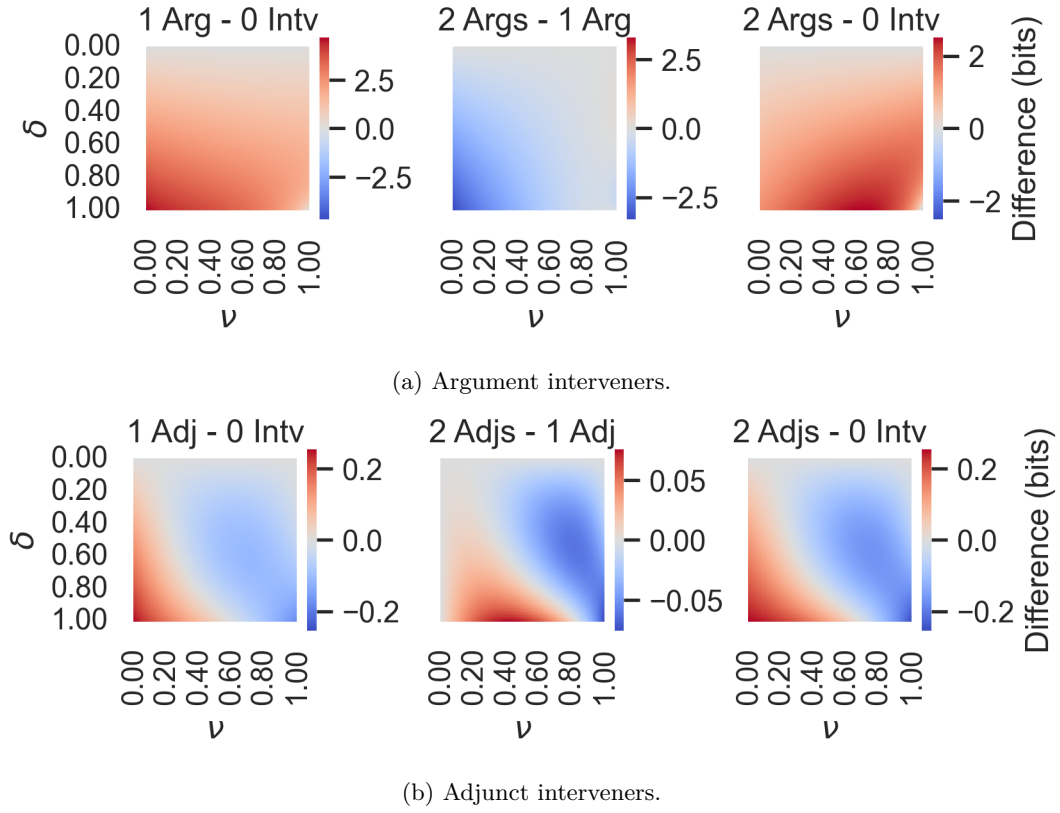 1 Arg - 0 Intv
2 Args - 1 Arg
2 Args - 0 Intv
0.00
0.20
0.40
0.60
0.80
1.00
δ
2.5
0.0
−2.5
2.5
0.0
−2.5
2
0
−2
Difference (bits)
0.00 0.20 0.40 0.60 0.80 1.00
0.00 0.20 0.40 0.60 0.80 1.00
0.00 0.20 0.40 0.60 0.80 1.00
ν
ν
ν
(a) Argument interveners.
1 Adj - 0 Intv
2 Adjs - 1 Adj
2 Adjs - 0 Intv
0.00
0.20
0.40
0.60
0.80
1.00
δ
0.2
0.0
−0.2
0.05
0.00
−0.05
0.2
0.0
−0.2
Difference (bits)
0.00 0.20 0.40 0.60 0.80 1.00
0.00 0.20 0.40 0.60 0.80 1.00
0.00 0.20 0.40 0.60 0.80 1.00
ν
ν
ν
(b) Adjunct interveners.